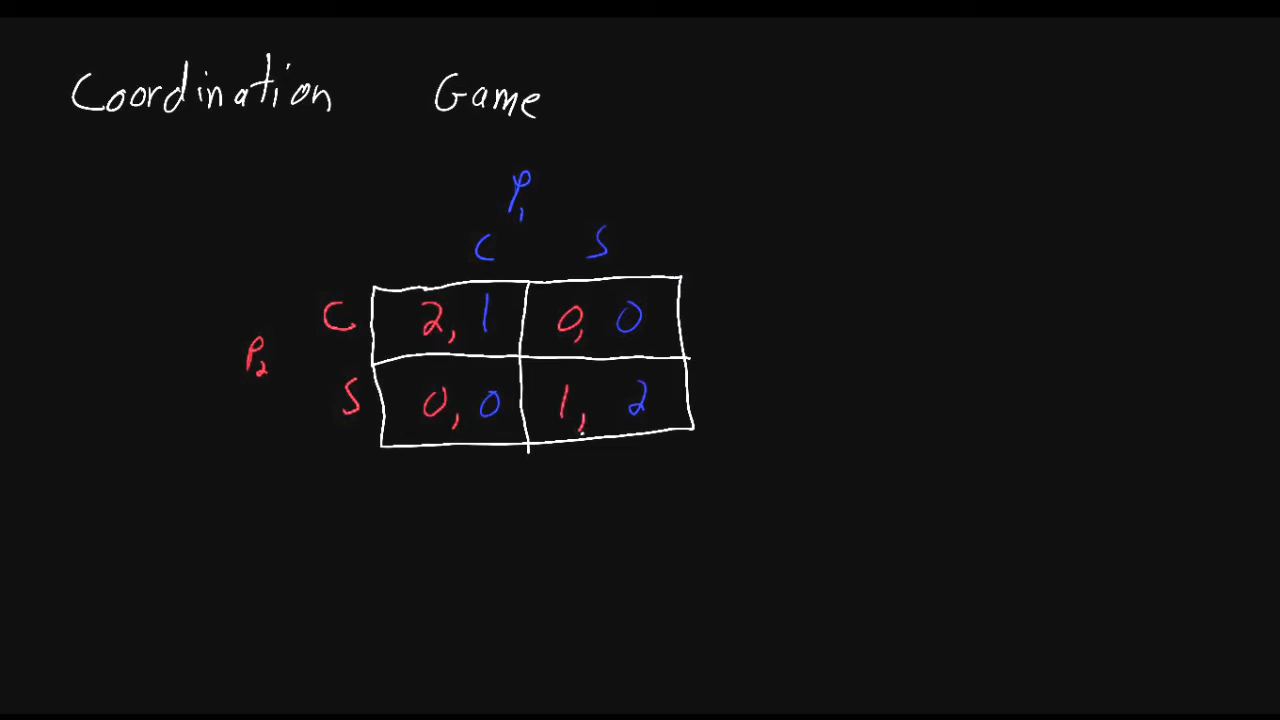 Coordination Game
P1
C S
C 2, 1 0, 0
P2
S 0, 0 1, 2